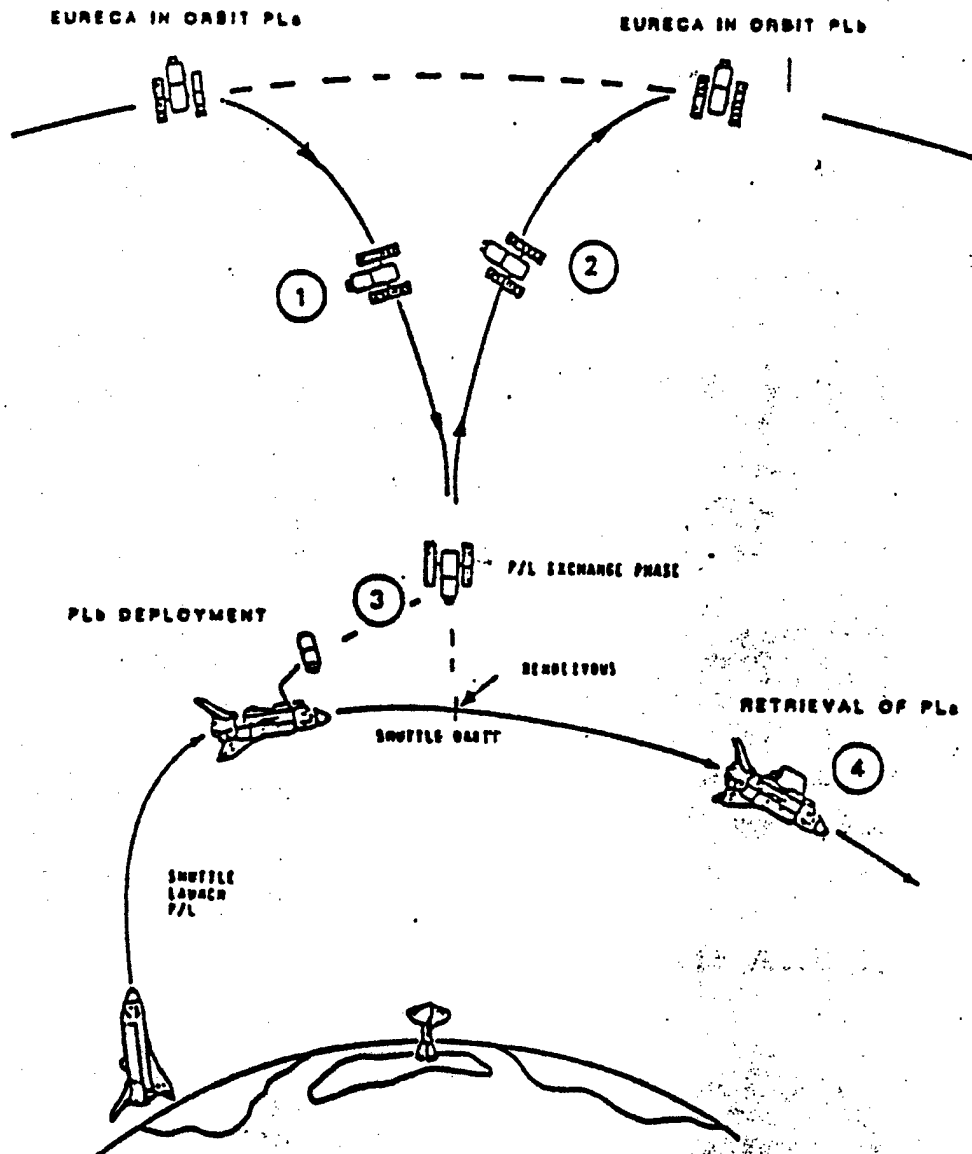 EURECA IN ORBIT PLa
EURECA IN ORBIT PLb
1
2
P/L EXCHANGE PHASE
3
PLb DEPLOYMENT
RENDEZVOUS
RETRIEVAL OF PLa
SHUTTLE ORBIT
4
SHUTTLE
LAUNCH
P/L